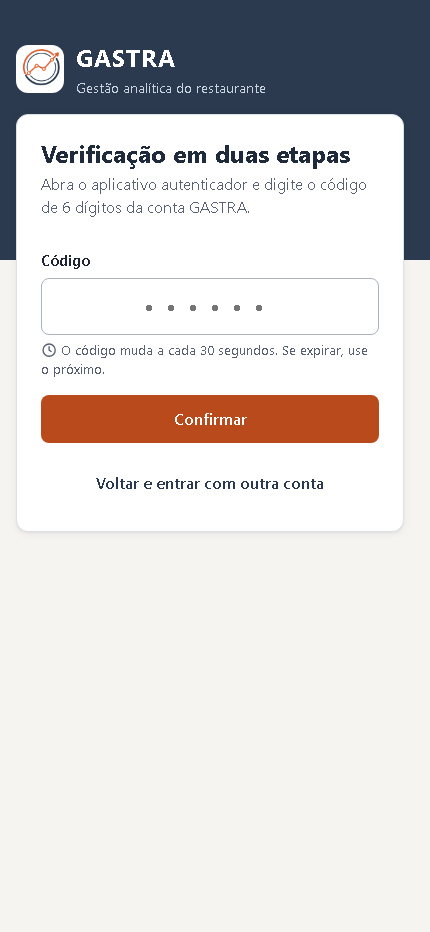 GASTRA
Gestão analítica do restaurante
Verificação em duas etapas
Abra o aplicativo autenticador e digite o código
de 6 dígitos da conta GASTRA.
Código
• • • • • •
O código muda a cada 30 segundos. Se expirar, use
o próximo.
Confirmar
Voltar e entrar com outra conta